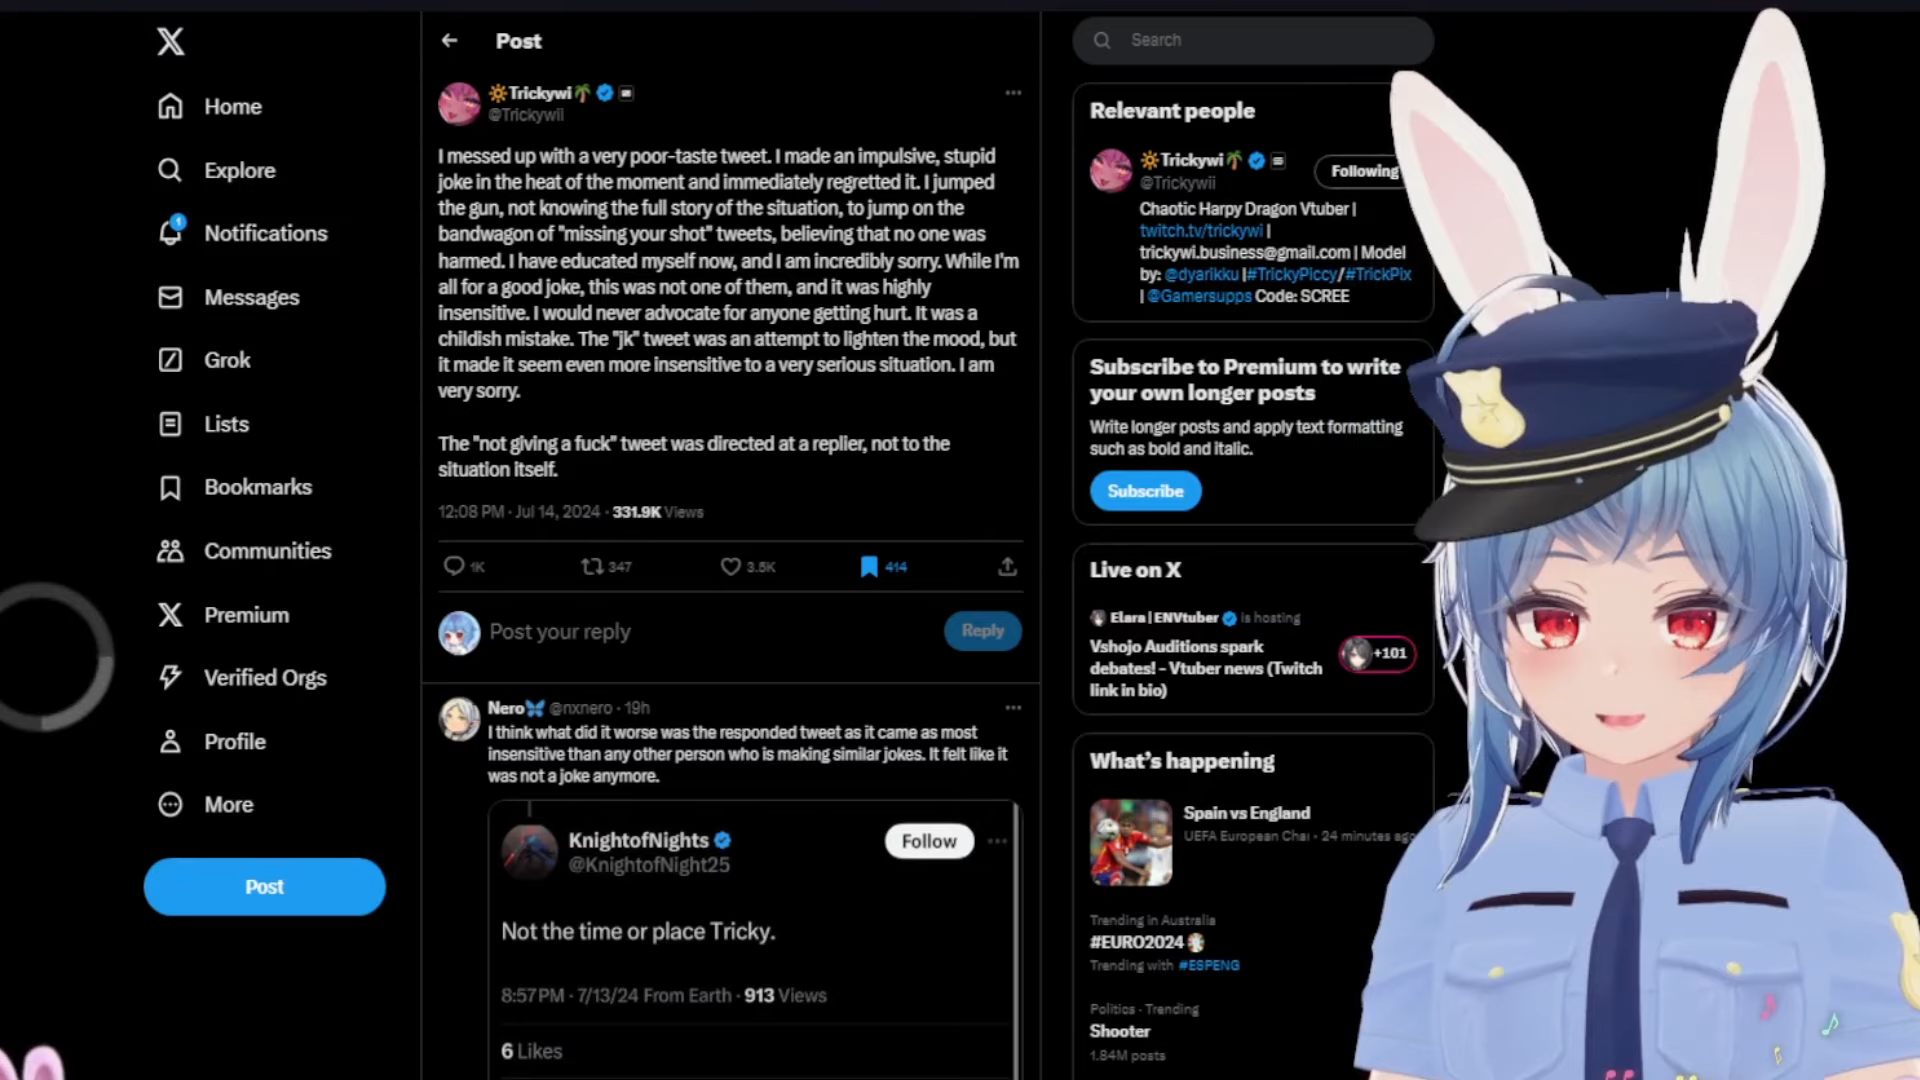 Home
Explore
1
Notifications
Messages
Grok
Lists
Bookmarks
Communities
Premium
Verified Orgs
Profile
More
Post
Post
Trickywi
@Trickywii
I messed up with a very poor-taste tweet. I made an impulsive, stupid
joke in the heat of the moment and immediately regretted it. I jumped
the gun, not knowing the full story of the situation, to jump on the
bandwagon of "missing your shot" tweets, believing that no one was
harmed. I have educated myself now, and I am incredibly sorry. While I'm
all for a good joke, this was not one of them, and it was highly
insensitive. I would never advocate for anyone getting hurt. It was a
childish mistake. The "jk" tweet was an attempt to lighten the mood, but
it made it seem even more insensitive to a very serious situation. I am
very sorry.
The "not giving a fuck" tweet was directed at a replier, not to the
situation itself.
12:08 PM · Jul 14, 2024 · 331.9K Views
1K 347 3.5K 414
Post your reply
Reply
Nero @nxnero · 19h
I think what did it worse was the responded tweet as it came as most
insensitive than any other person who is making similar jokes. It felt like it
was not a joke anymore.
KnightofNights
@KnightofNight25
Follow
Not the time or place Tricky.
8:57 PM · 7/13/24 From Earth · 913 Views
6 Likes
Search
Relevant people
Trickywi
@Trickywii
Following
Chaotic Harpy Dragon Vtuber |
twitch.tv/trickywi |
trickywi.business@gmail.com | Model
by: @dyarikku |#TrickyPiccy/#TrickPix
| @Gamersupps Code: SCREE
Subscribe to Premium to write
your own longer posts
Write longer posts and apply text formatting
such as bold and italic.
Subscribe
Live on X
Elara | ENVtuber is hosting
Vshojo Auditions spark
debates! - Vtuber news (Twitch
link in bio)
+101
What's happening
Spain vs England
UEFA European Cha · 24 minutes ago
Trending in Australia
#EURO2024
Trending with #ESPENG
Politics · Trending
Shooter
1.84M posts